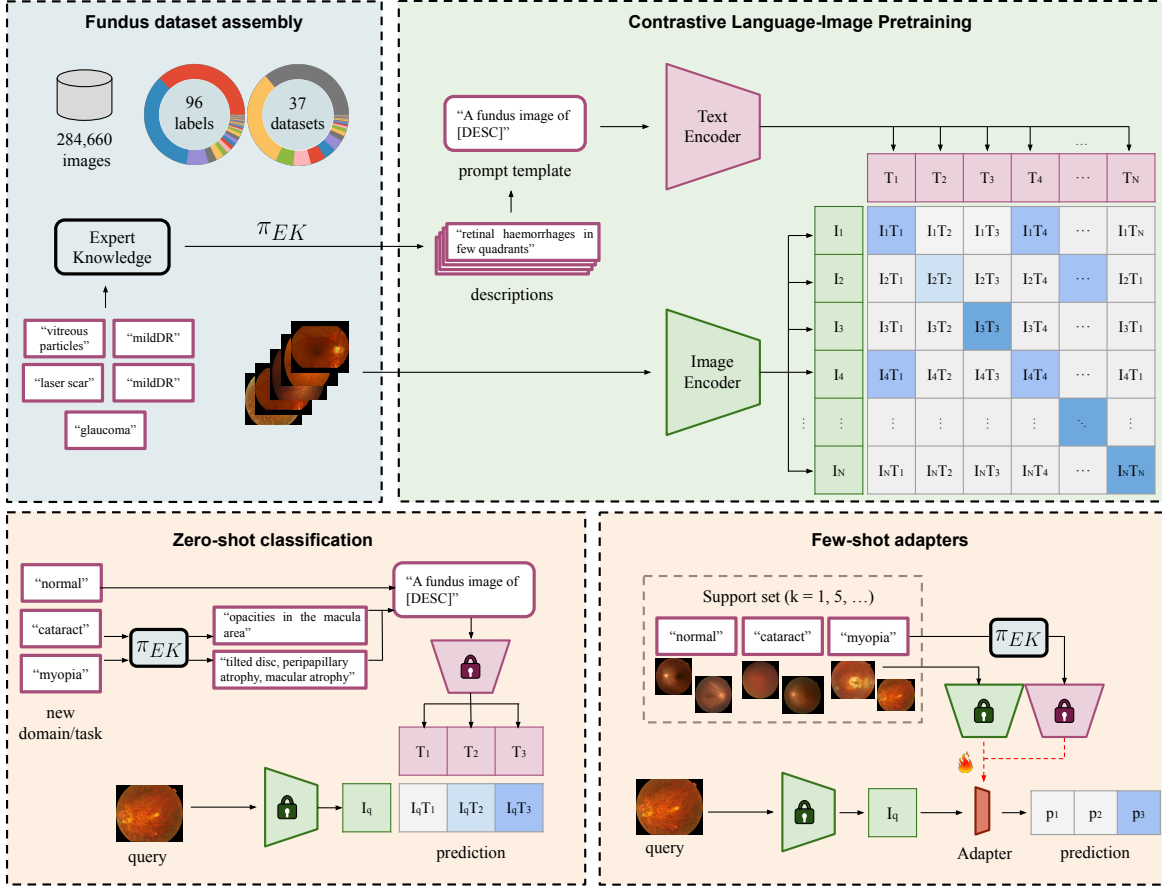 Fundus dataset assembly
96
labels
37
datasets
284,660
images
Expert
Knowledge
π_EK
“vitreous
particles”
“mildDR”
“laser scar”
“mildDR”
“glaucoma”
Contrastive Language-Image Pretraining
“A fundus image of
[DESC]”
prompt template
“retinal haemorrhages in
few quadrants”
descriptions
Text
Encoder
Image
Encoder
...
T1 T2 T3 T4 ... TN
I1 I1T1 I1T2 I1T3 I1T4 ... I1TN
I2 I2T1 I2T2 I2T3 I2T4 ... I2T1
I3 I3T1 I3T2 I3T3 I3T4 ... I3T1
I4 I4T1 I4T2 I4T3 I4T4 ... I4T1
⋮ ⋮ ⋮ ⋮ ⋮ ⋮ ⋱ ⋮
IN INT1 INT2 INT3 INT4 ... INTN
Zero-shot classification
“normal”
“cataract”
“myopia”
new
domain/task
π_EK
“opacities in the macula
area”
“tilted disc, peripapillary
atrophy, macular atrophy”
“A fundus image of
[DESC]”
T1 T2 T3
Iq
IqT1 IqT2 IqT3
query
prediction
Few-shot adapters
Support set (k = 1, 5, …)
“normal”
“cataract”
“myopia”
π_EK
query
Iq
Adapter
p1 p2 p3
prediction